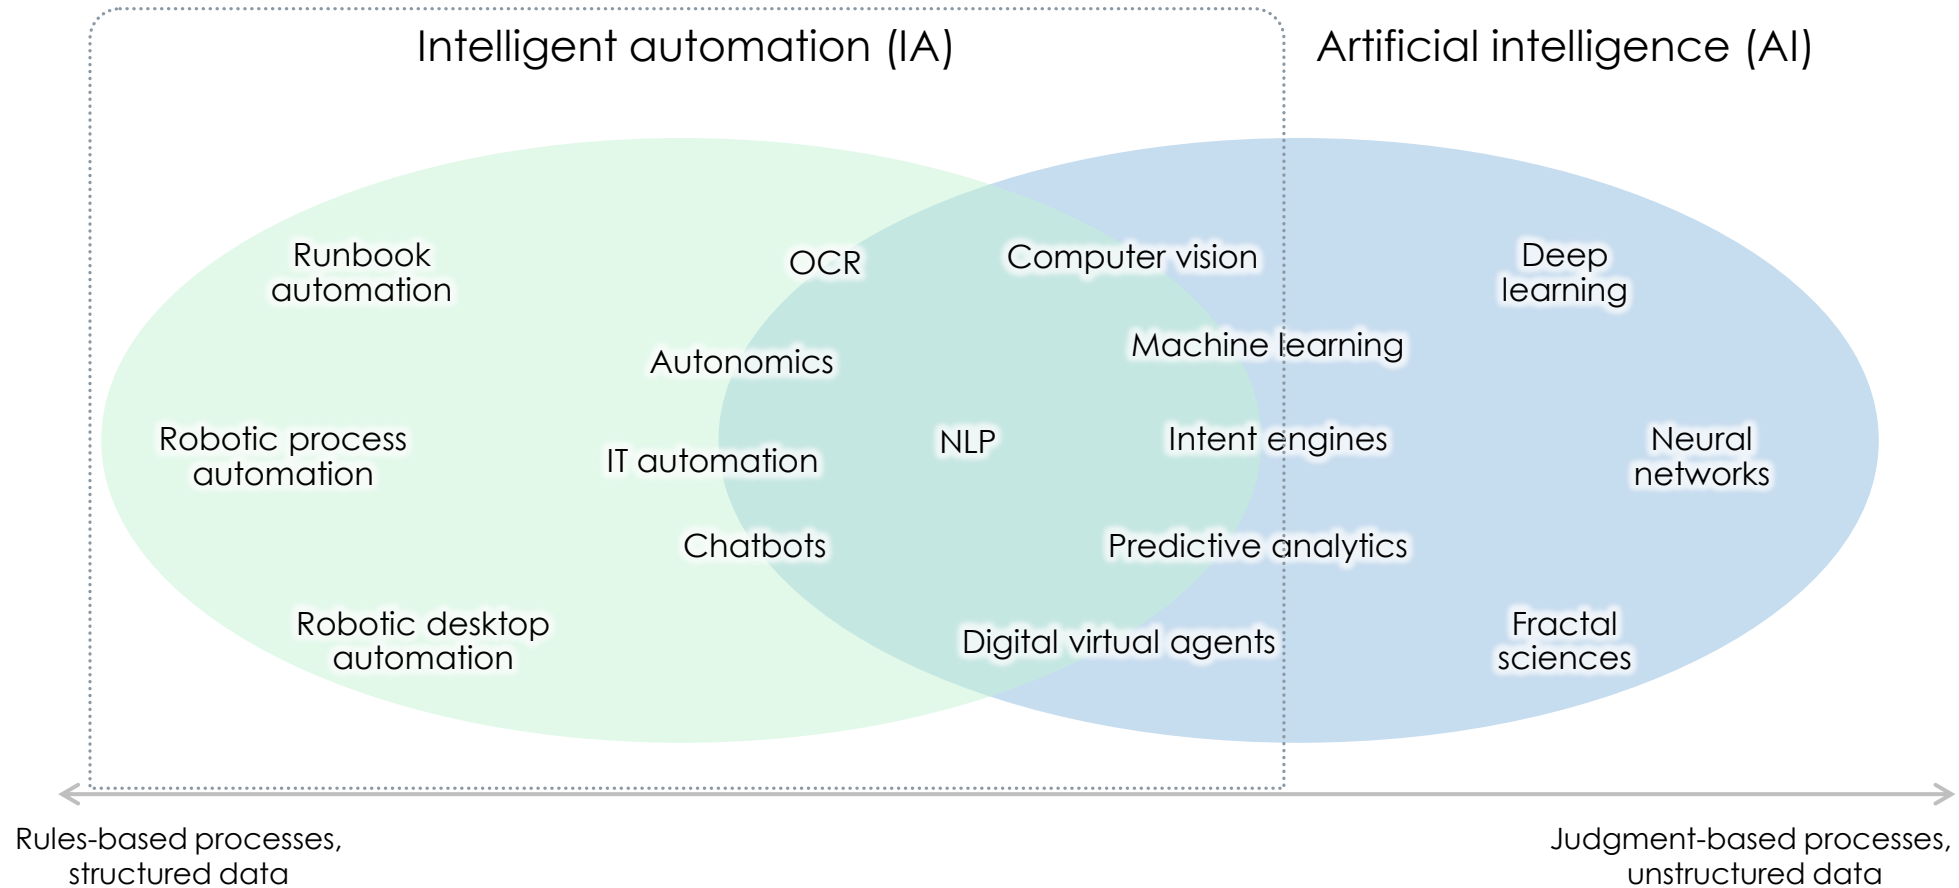 Intelligent automation (IA)
Artificial intelligence (AI)
Runbook
automation
OCR
Computer vision
Deep
learning
Autonomics
Machine learning
Robotic process
automation
IT automation
NLP
Intent engines
Neural
networks
Chatbots
Predictive analytics
Robotic desktop
automation
Digital virtual agents
Fractal
sciences
Rules-based processes,
structured data
Judgment-based processes,
unstructured data